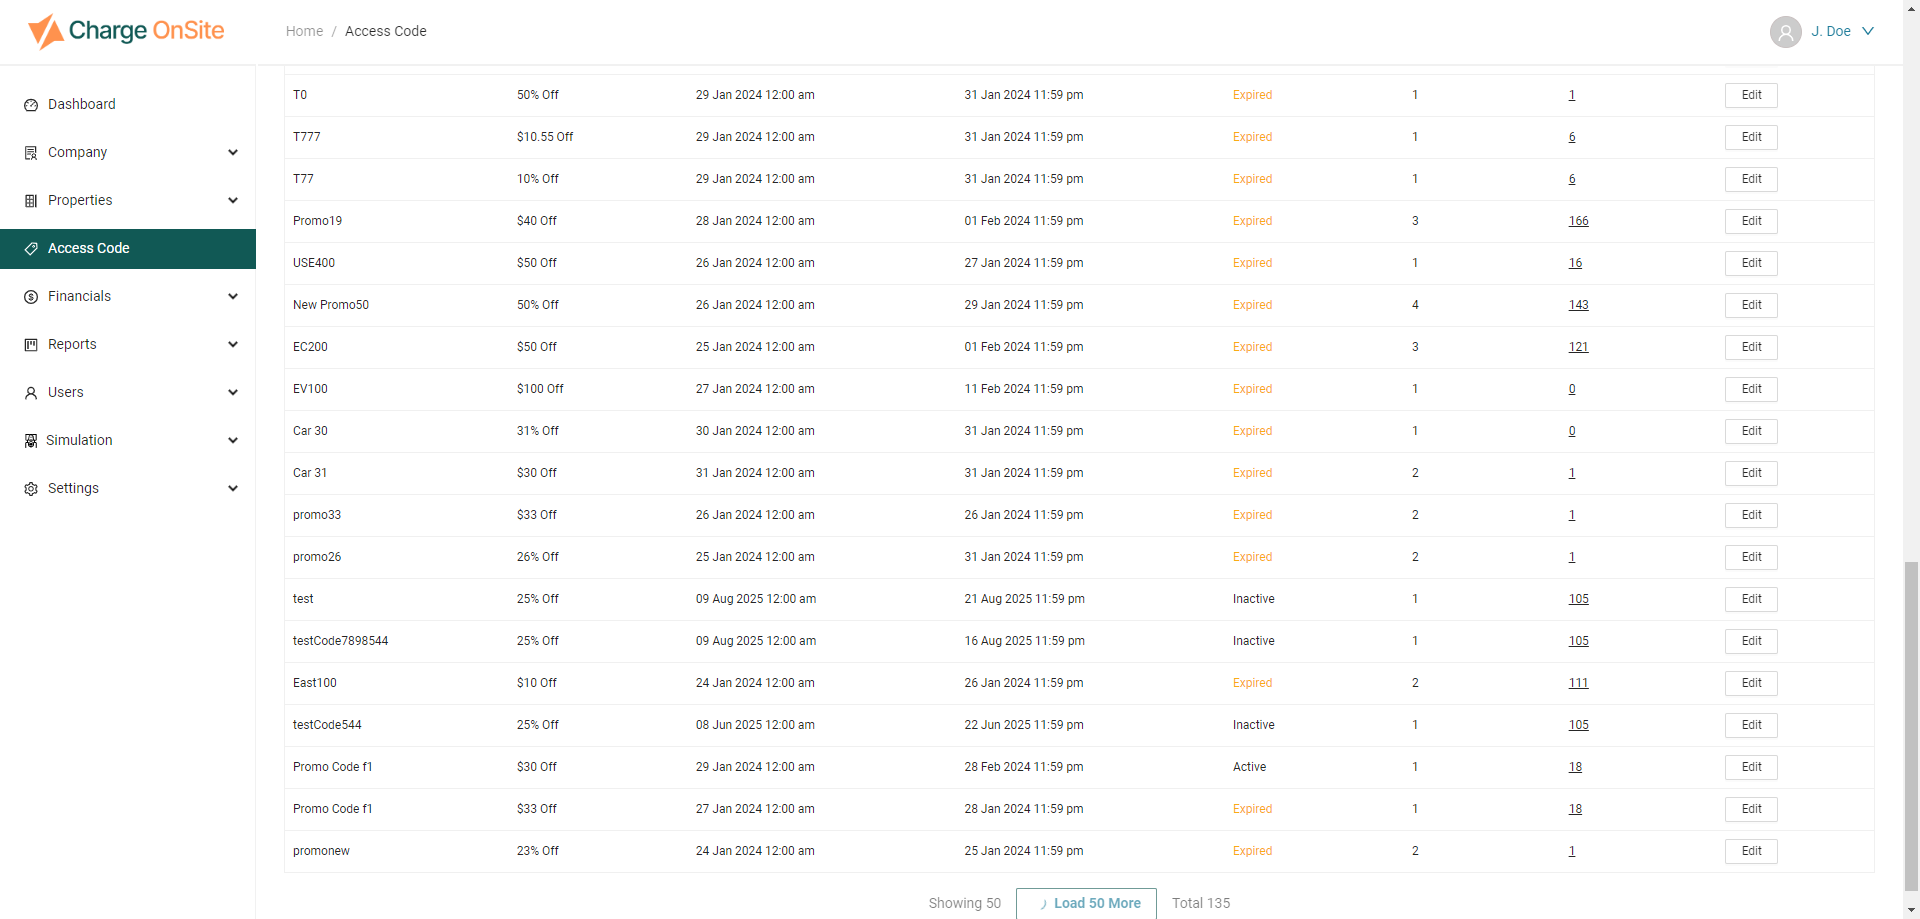 Charge OnSite
Home / Access Code
J. Doe
Dashboard
Company
Properties
Access Code
Financials
Reports
Users
Simulation
Settings
T0 50% Off 29 Jan 2024 12:00 am 31 Jan 2024 11:59 pm Expired 1 1 Edit
T777 $10.55 Off 29 Jan 2024 12:00 am 31 Jan 2024 11:59 pm Expired 1 6 Edit
T77 10% Off 29 Jan 2024 12:00 am 31 Jan 2024 11:59 pm Expired 1 6 Edit
Promo19 $40 Off 28 Jan 2024 12:00 am 01 Feb 2024 11:59 pm Expired 3 166 Edit
USE400 $50 Off 26 Jan 2024 12:00 am 27 Jan 2024 11:59 pm Expired 1 16 Edit
New Promo50 50% Off 26 Jan 2024 12:00 am 29 Jan 2024 11:59 pm Expired 4 143 Edit
EC200 $50 Off 25 Jan 2024 12:00 am 01 Feb 2024 11:59 pm Expired 3 121 Edit
EV100 $100 Off 27 Jan 2024 12:00 am 11 Feb 2024 11:59 pm Expired 1 0 Edit
Car 30 31% Off 30 Jan 2024 12:00 am 31 Jan 2024 11:59 pm Expired 1 0 Edit
Car 31 $30 Off 31 Jan 2024 12:00 am 31 Jan 2024 11:59 pm Expired 2 1 Edit
promo33 $33 Off 26 Jan 2024 12:00 am 26 Jan 2024 11:59 pm Expired 2 1 Edit
promo26 26% Off 25 Jan 2024 12:00 am 31 Jan 2024 11:59 pm Expired 2 1 Edit
test 25% Off 09 Aug 2025 12:00 am 21 Aug 2025 11:59 pm Inactive 1 105 Edit
testCode7898544 25% Off 09 Aug 2025 12:00 am 16 Aug 2025 11:59 pm Inactive 1 105 Edit
East100 $10 Off 24 Jan 2024 12:00 am 26 Jan 2024 11:59 pm Expired 2 111 Edit
testCode544 25% Off 08 Jun 2025 12:00 am 22 Jun 2025 11:59 pm Inactive 1 105 Edit
Promo Code f1 $30 Off 29 Jan 2024 12:00 am 28 Feb 2024 11:59 pm Active 1 18 Edit
Promo Code f1 $33 Off 27 Jan 2024 12:00 am 28 Jan 2024 11:59 pm Expired 1 18 Edit
promonew 23% Off 24 Jan 2024 12:00 am 25 Jan 2024 11:59 pm Expired 2 1 Edit
Showing 50 Load 50 More Total 135